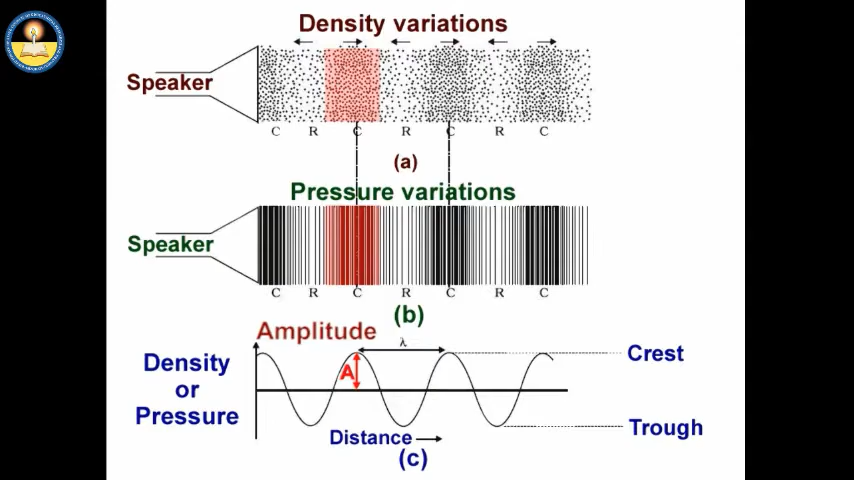 Density variations
Speaker
C R C R C R C
(a)
Pressure variations
Speaker
C R C R C R C
(b)
Amplitude
λ
Density
or
Pressure
A
Crest
Trough
Distance
(c)